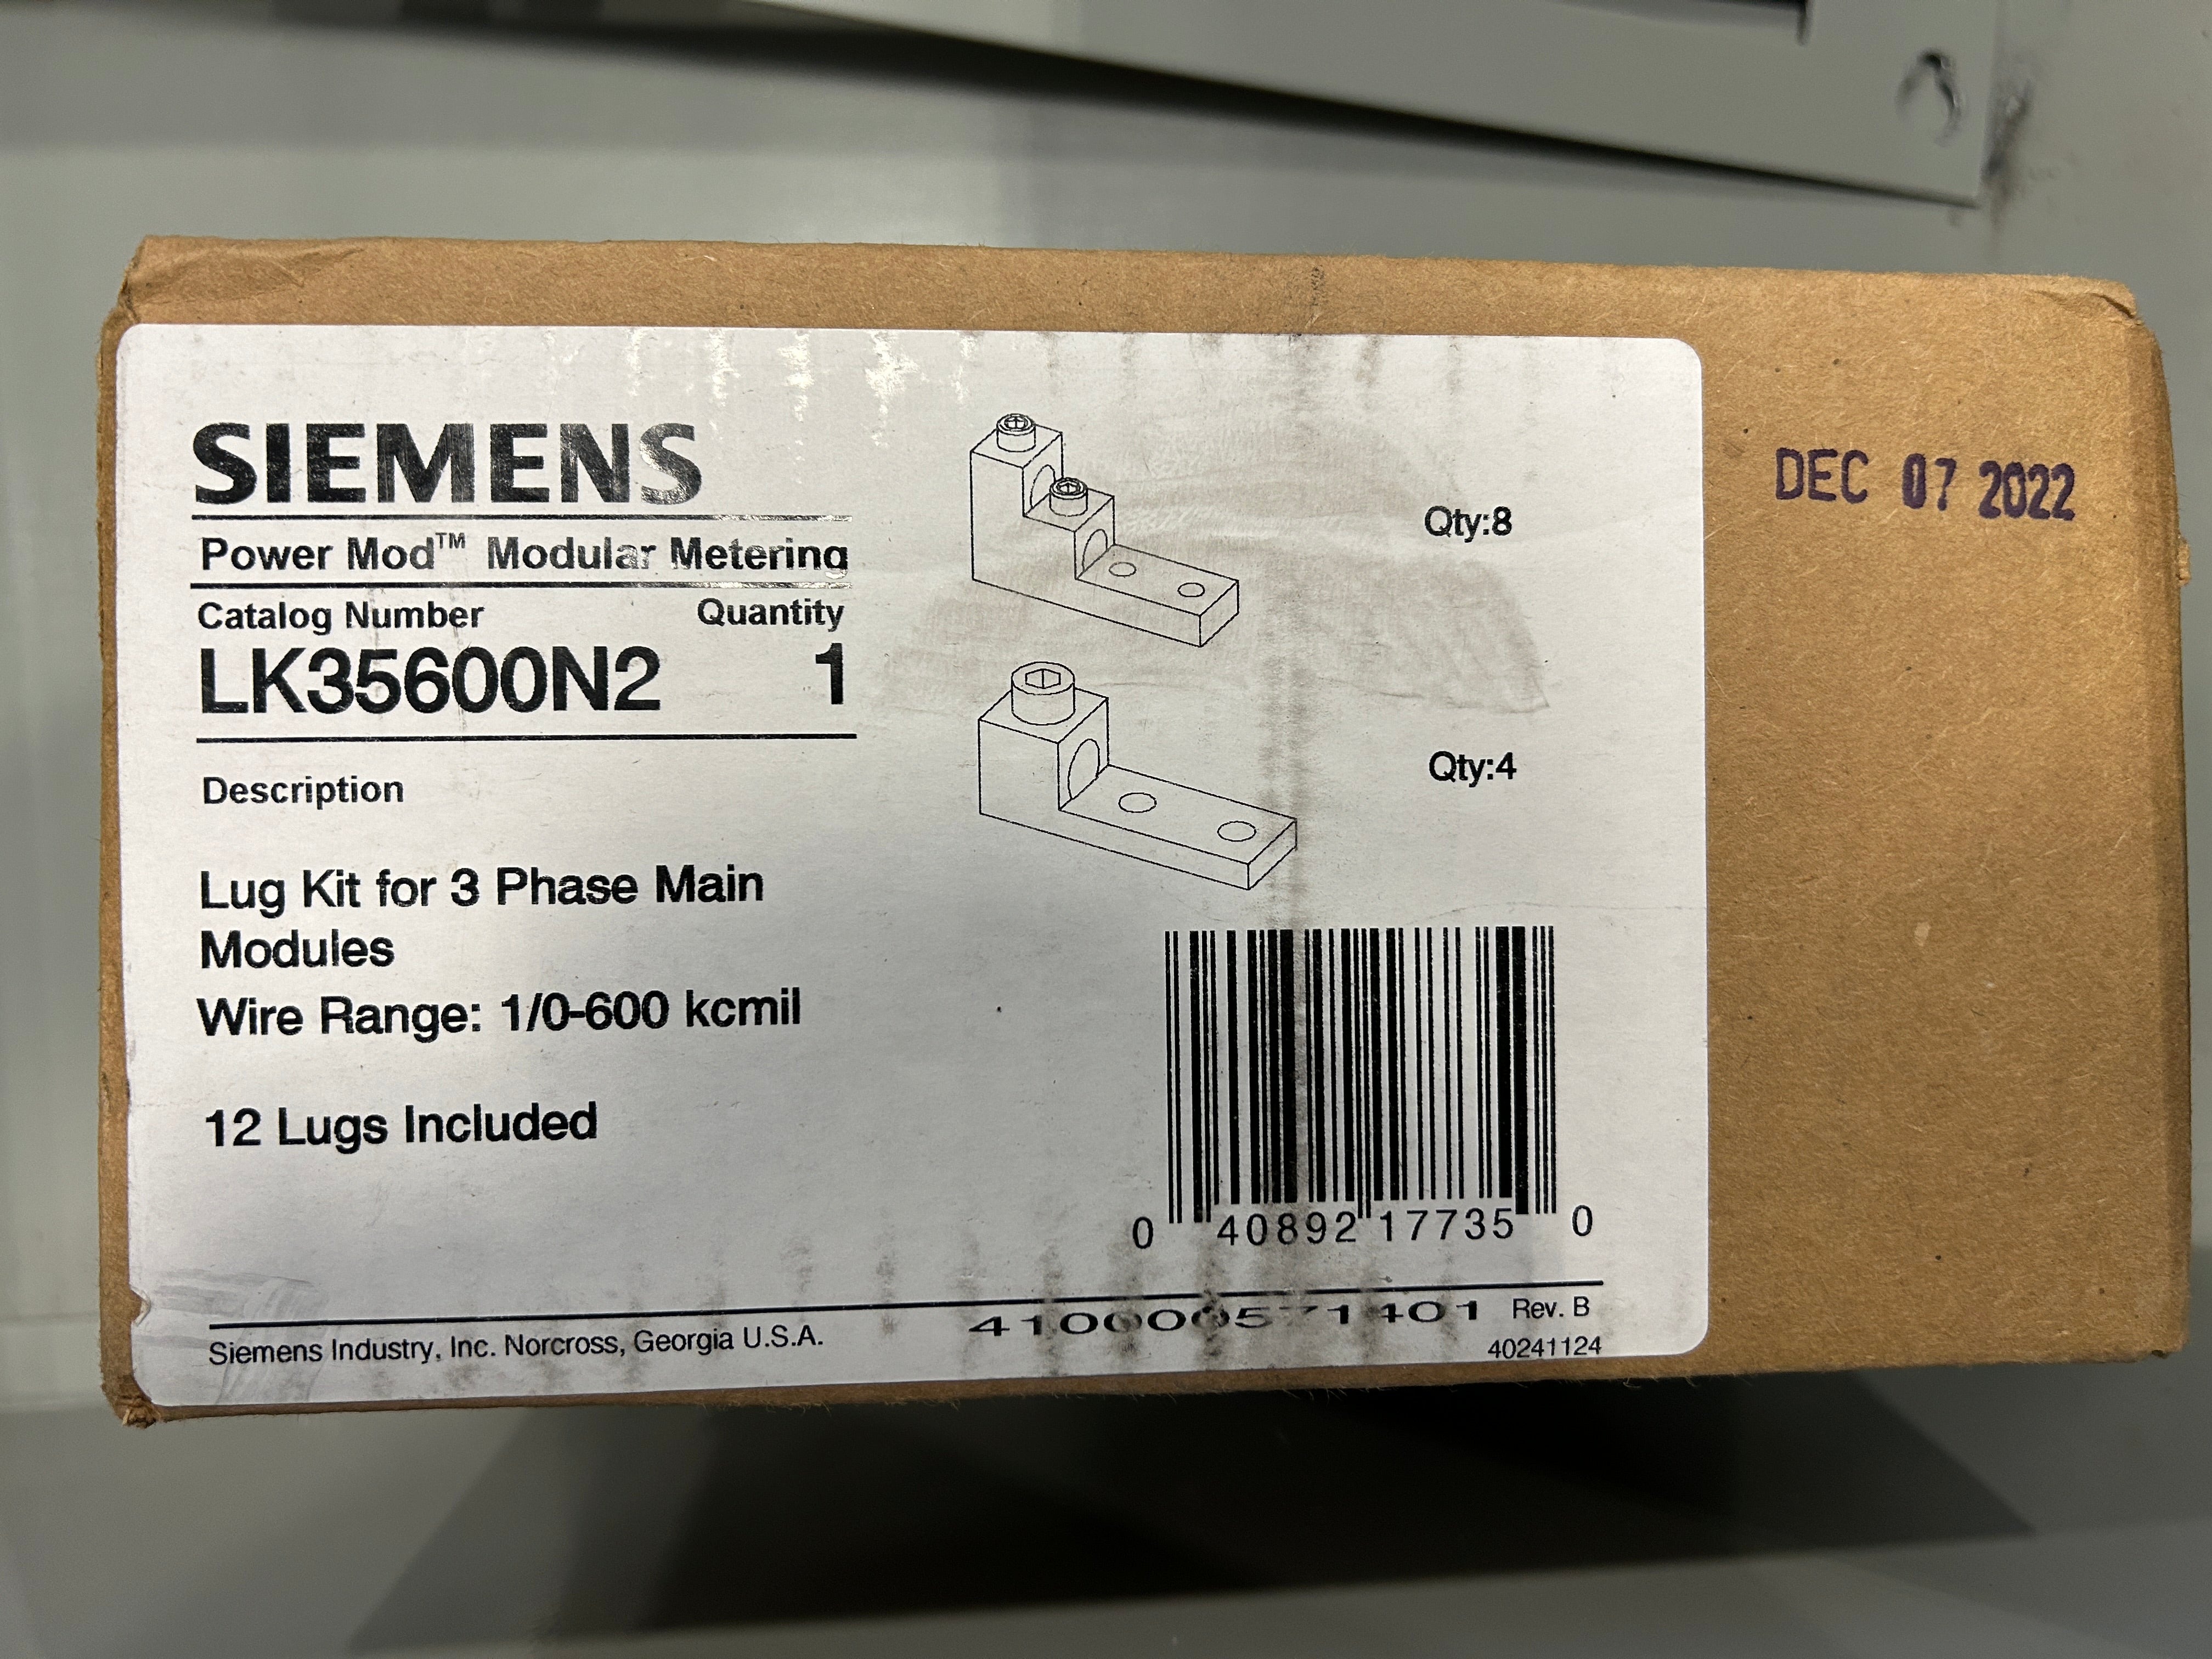 SIEMENS
Power Mod™ Modular Metering
Catalog Number Quantity
LK35600N2 1
Description
Lug Kit for 3 Phase Main
Modules
Wire Range: 1/0-600 kcmil
12 Lugs Included
Qty:8
Qty:4
DEC 07 2022
0 40892 17735 0
Rev. B
Siemens Industry, Inc. Norcross, Georgia U.S.A.
40241124